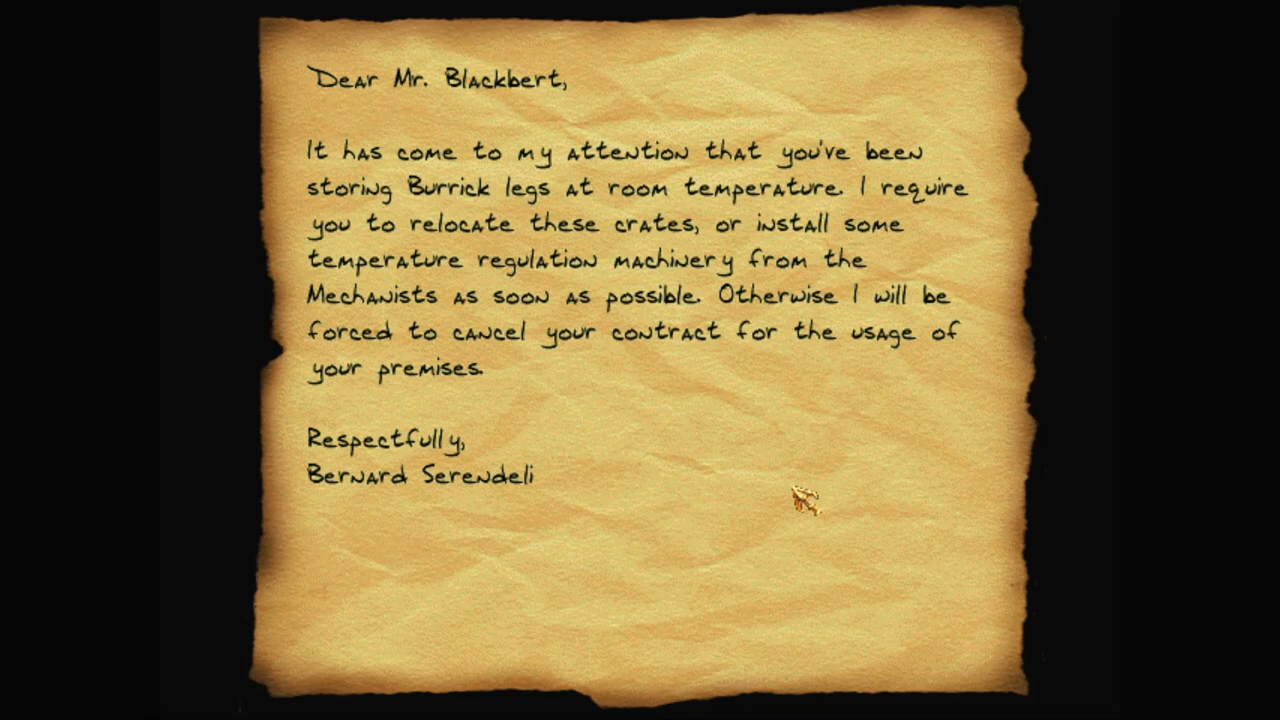 Dear Mr. Blackbert,
It has come to my attention that you've been
storing Burrick legs at room temperature. I require
you to relocate these crates, or install some
temperature regulation machinery from the
Mechanists as soon as possible. Otherwise I will be
forced to cancel your contract for the usage of
your premises.
Respectfully,
Bernard Serendeli